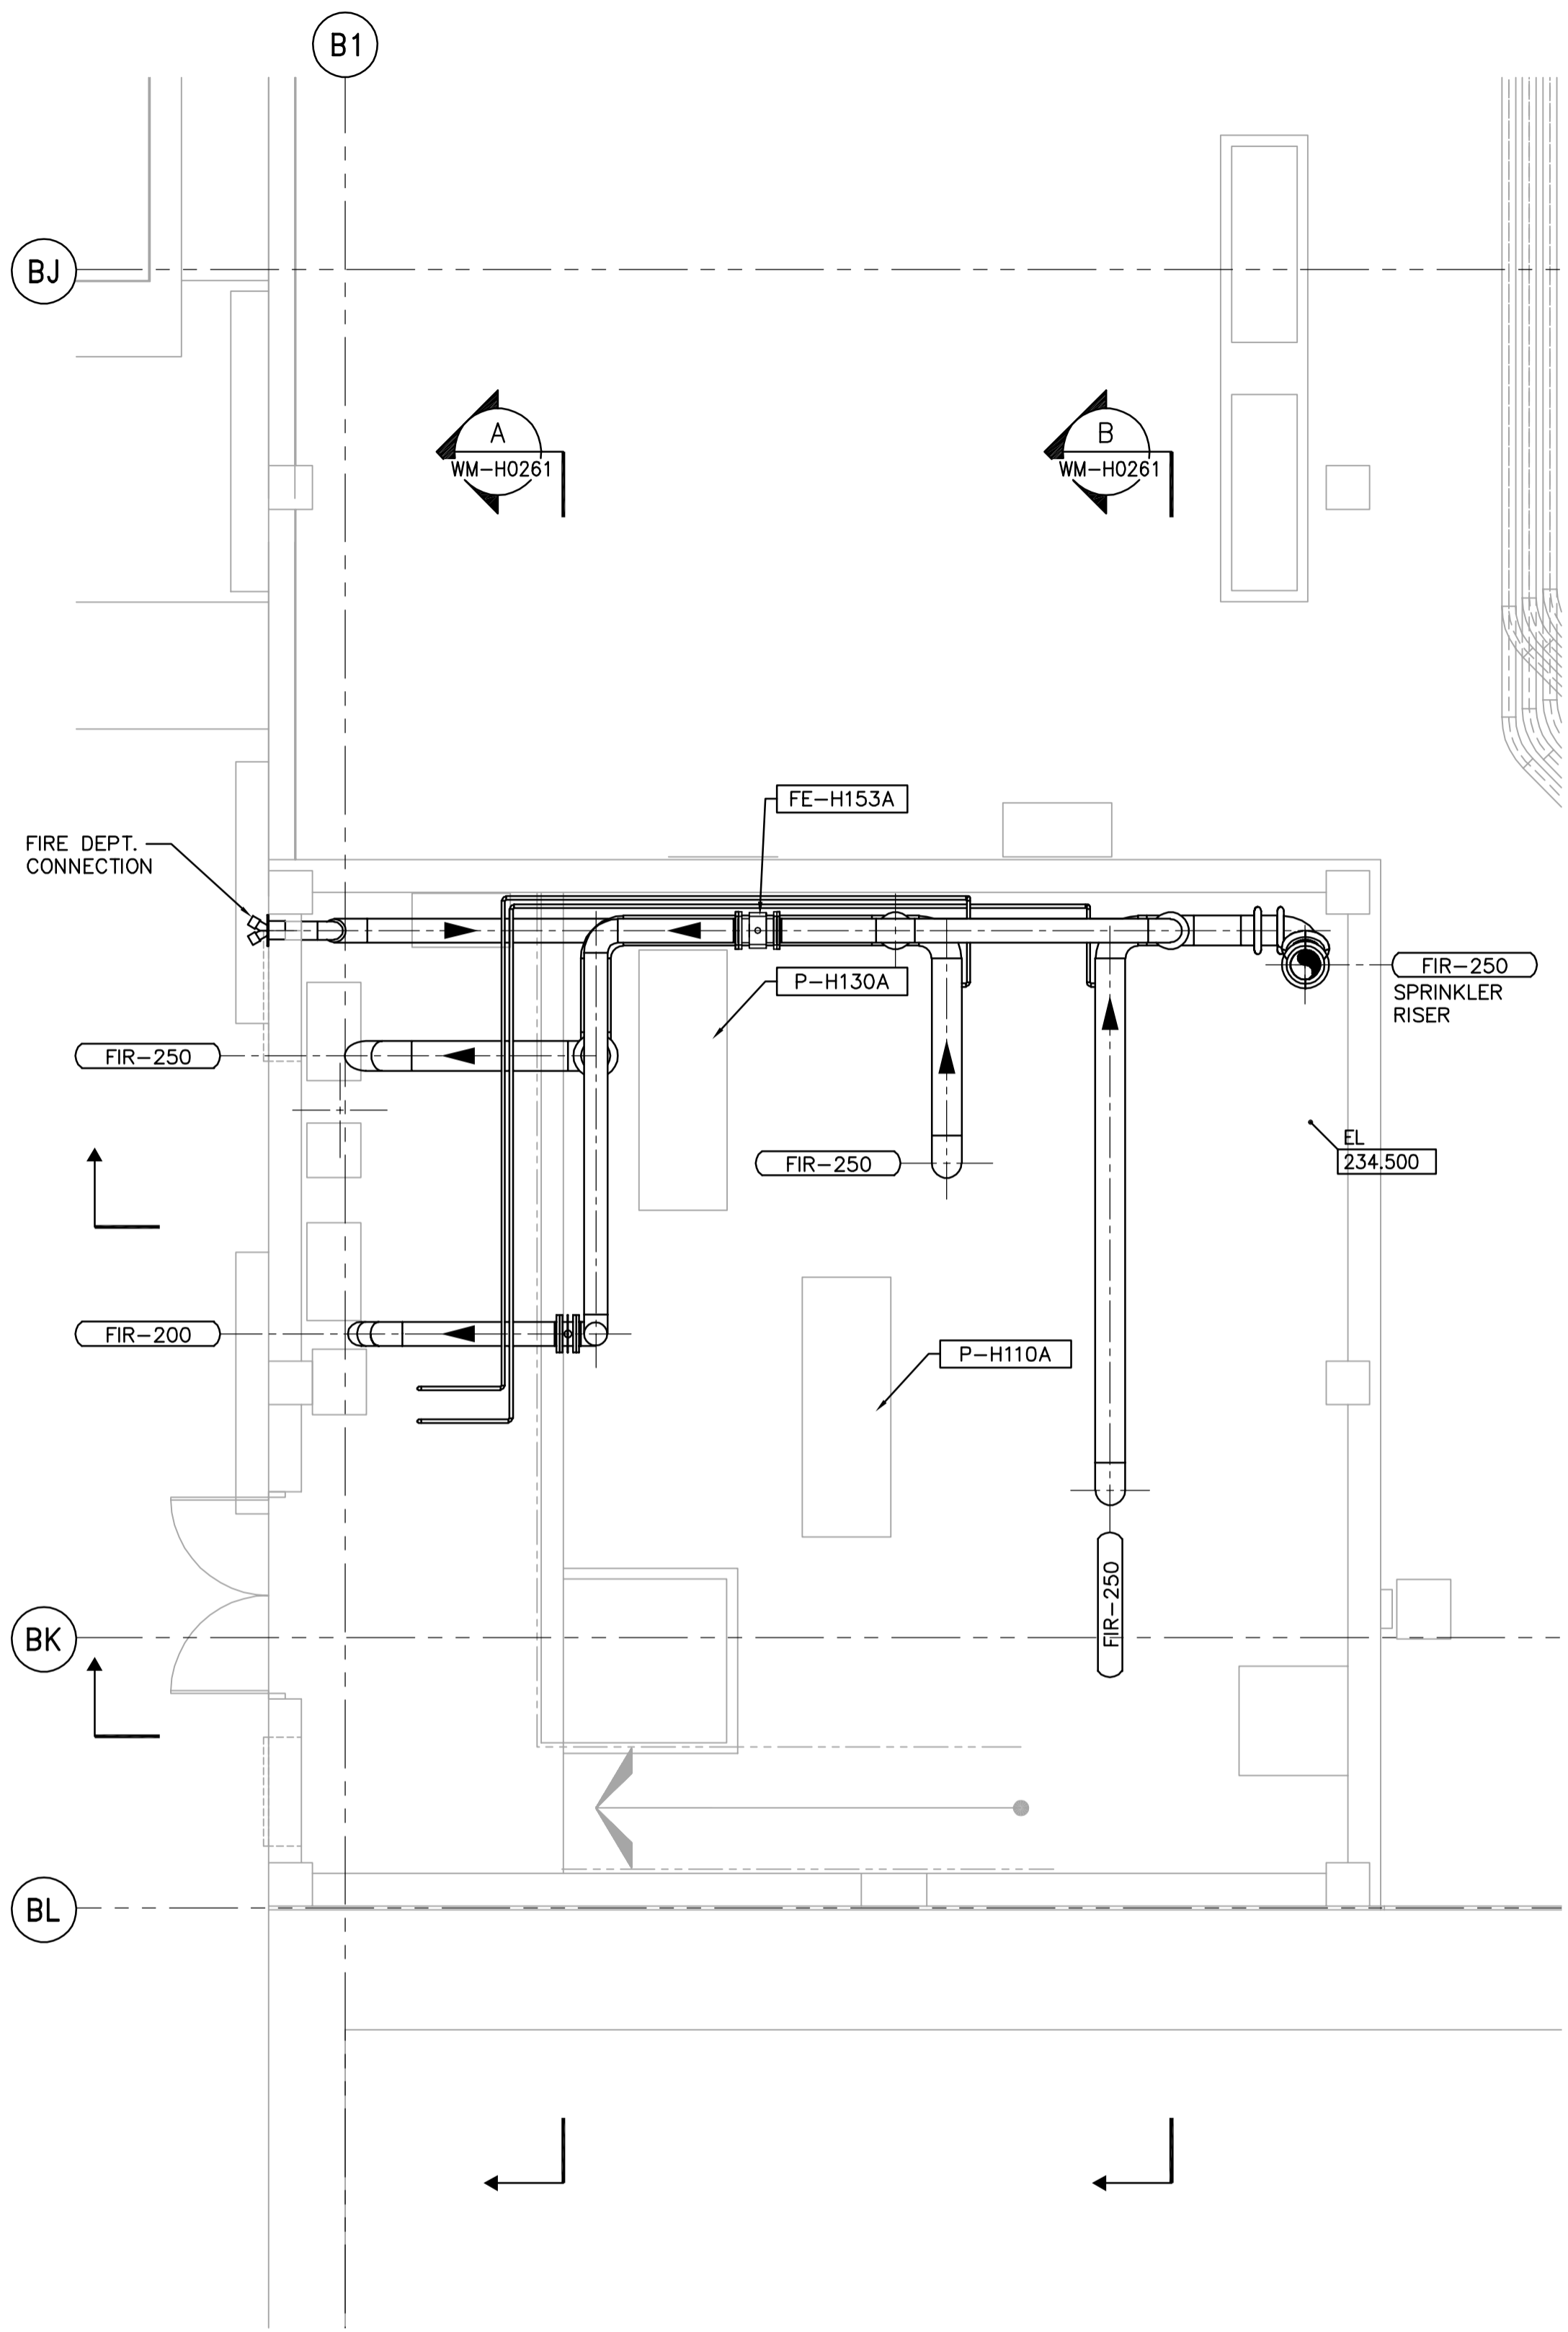 B1
BJ
A
WM-H0261
B
WM-H0261
FE-H153A
FIRE DEPT.
CONNECTION
P-H130A
FIR-250
SPRINKLER
RISER
FIR-250
EL
234.500
FIR-250
FIR-200
P-H110A
FIR-250
BK
BL